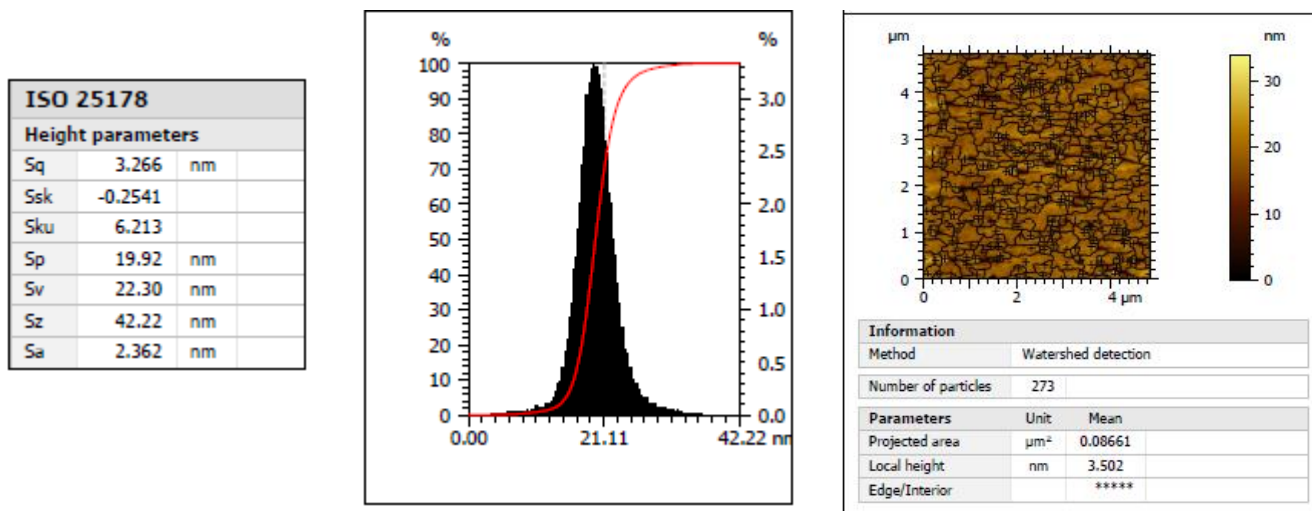 ISO 25178
Height parameters
Sq 3.266 nm
Ssk -0.2541
Sku 6.213
Sp 19.92 nm
Sv 22.30 nm
Sz 42.22 nm
Sa 2.362 nm
% %
100
90
80
70
60
50
40
30
20
10
0
3.0
2.5
2.0
1.5
1.0
0.5
0.0
0.00 21.11 42.22 nm
µm nm
4
3
2
1
0
30
20
10
0
0 2 4 µm
Information
Method Watershed detection
Number of particles 273
Parameters Unit Mean
Projected area µm² 0.08661
Local height nm 3.502
Edge/Interior *****